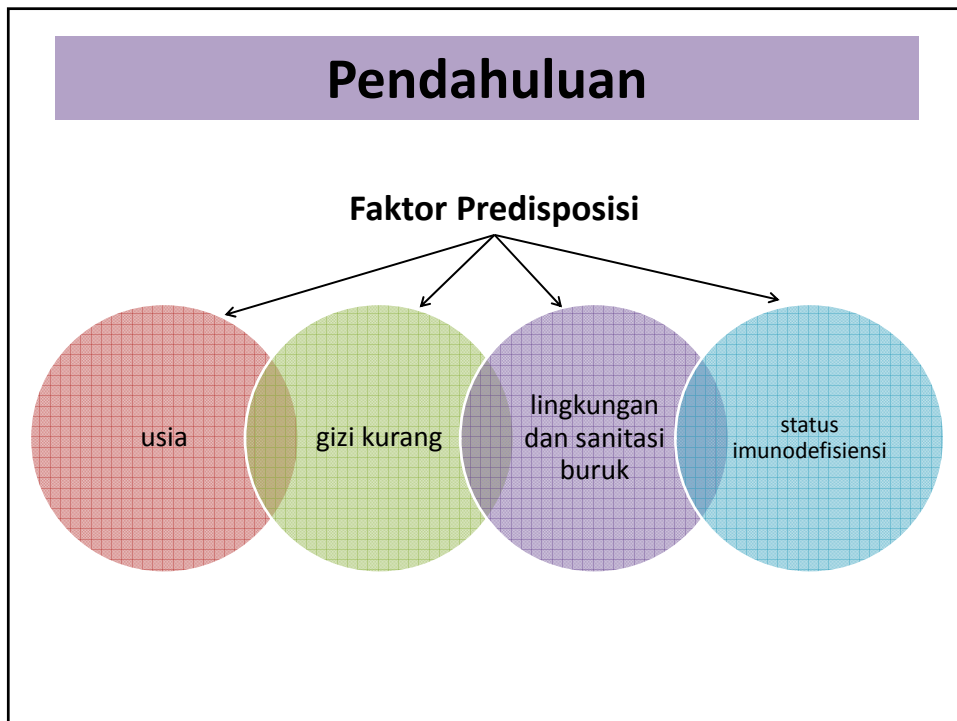 Pendahuluan
Faktor Predisposisi
usia
gizi kurang
lingkungan
dan sanitasi
buruk
status
imunodefisiensi